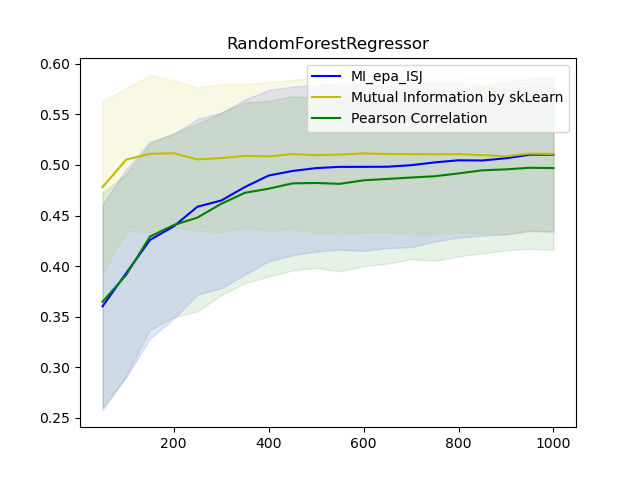 RandomForestRegressor
MI_epa_ISJ
Mutual Information by skLearn
Pearson Correlation
0.60
0.55
0.50
0.45
0.40
0.35
0.30
0.25
200 400 600 800 1000